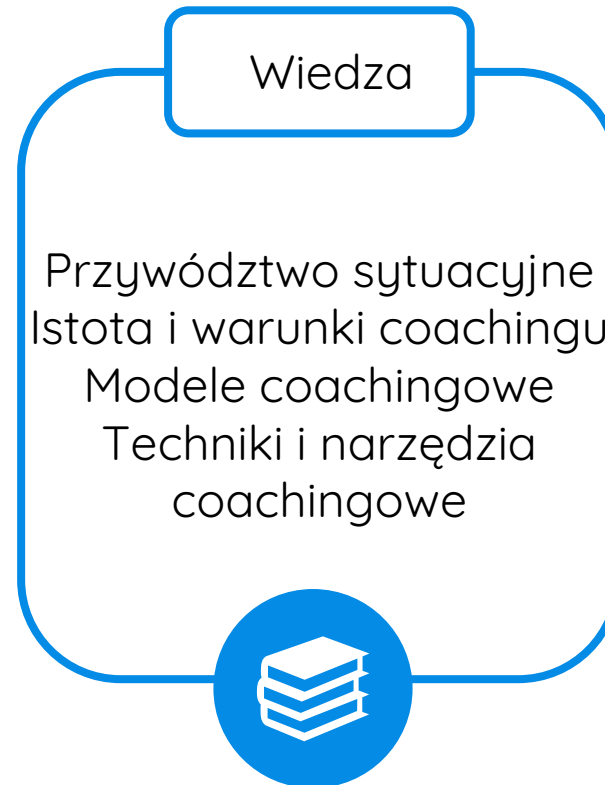 Wiedza
Przywództwo sytuacyjne
Istota i warunki coachingu
Modele coachingowe
Techniki i narzędzia
coachingowe